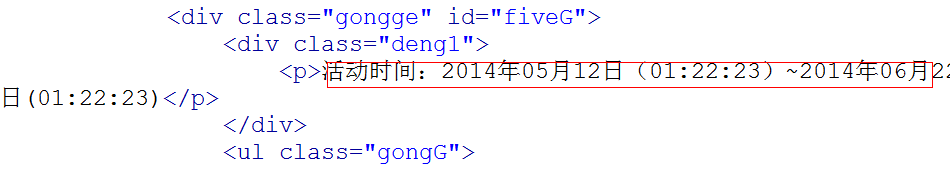 <div class="gongge" id="fiveG">
<div class="deng1">
<p>活动时间：2014年05月12日（01:22:23）~2014年06月22
日(01:22:23)</p>
</div>
<ul class="gongG">